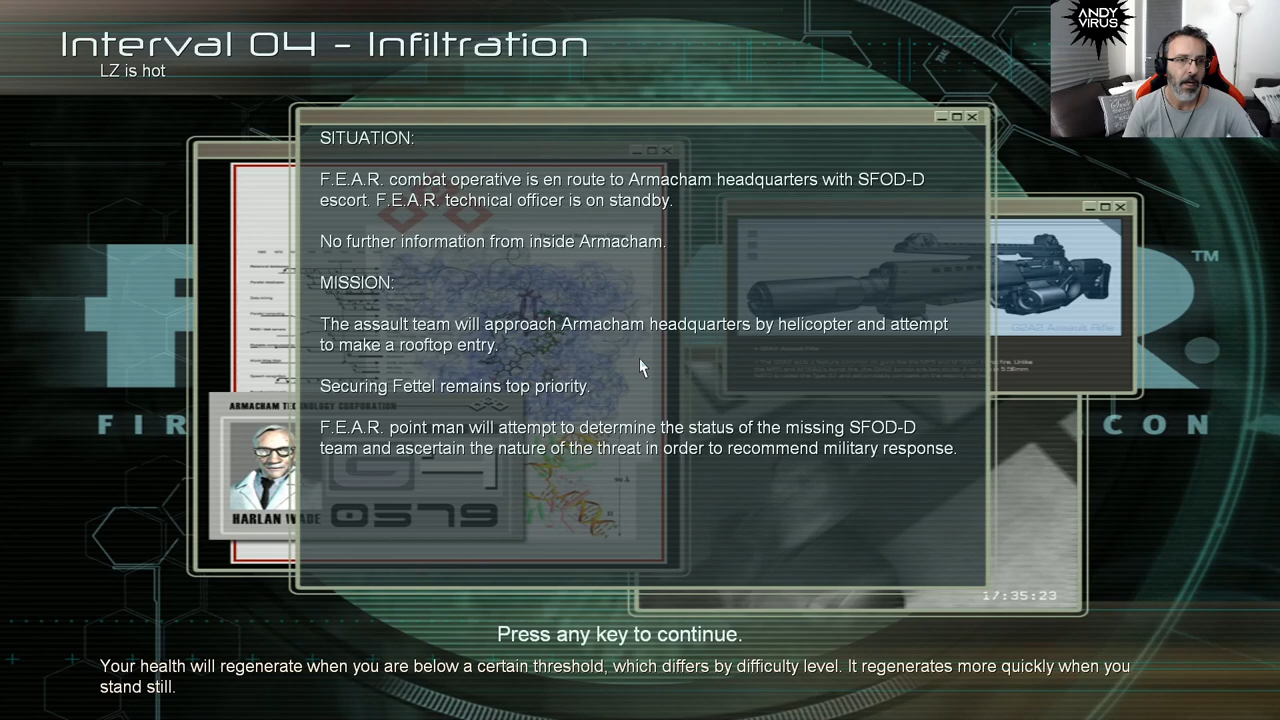 Interval 04 - Infiltration
LZ is hot
ANDY
VIRUS
SITUATION:
F.E.A.R. combat operative is en route to Armacham headquarters with SFOD-D
escort. F.E.A.R. technical officer is on standby.
No further information from inside Armacham.
MISSION:
The assault team will approach Armacham headquarters by helicopter and attempt
to make a rooftop entry.
Securing Fettel remains top priority.
F.E.A.R. point man will attempt to determine the status of the missing SFOD-D
team and ascertain the nature of the threat in order to recommend military response.
TM
G2A2 Assault Rifle
FIR
CON
ARMACHAM TECHNOLOGY CORPORATION
HARLAN WADE
0579
17:35:23
Press any key to continue.
Your health will regenerate when you are below a certain threshold, which differs by difficulty level. It regenerates more quickly when you
stand still.